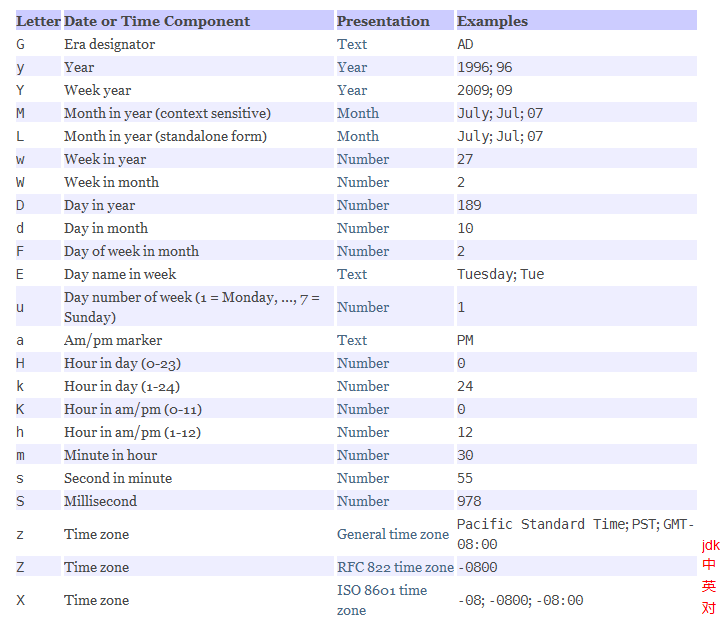 Letter Date or Time Component Presentation Examples
G Era designator Text AD
y Year Year 1996; 96
Y Week year Year 2009; 09
M Month in year (context sensitive) Month July; Jul; 07
L Month in year (standalone form) Month July; Jul; 07
w Week in year Number 27
W Week in month Number 2
D Day in year Number 189
d Day in month Number 10
F Day of week in month Number 2
E Day name in week Text Tuesday; Tue
u Day number of week (1 = Monday, ..., 7 =
Sunday) Number 1
a Am/pm marker Text PM
H Hour in day (0-23) Number 0
k Hour in day (1-24) Number 24
K Hour in am/pm (0-11) Number 0
h Hour in am/pm (1-12) Number 12
m Minute in hour Number 30
s Second in minute Number 55
S Millisecond Number 978
z Time zone General time zone Pacific Standard Time; PST; GMT-
08:00
Z Time zone RFC 822 time zone -0800
X Time zone ISO 8601 time
zone -08; -0800; -08:00
jdk
中
英
对